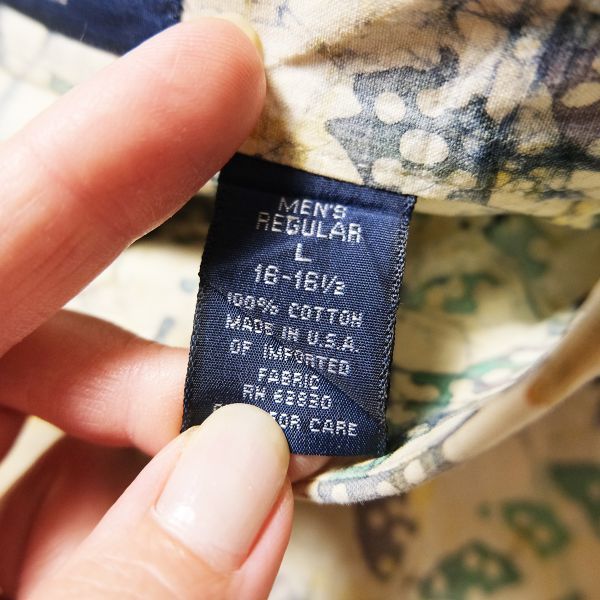 MEN'S
REGULAR
L
16-16½
100% COTTON
MADE IN U.S.A.
OF IMPORTED
FABRIC
RN 62830
FOR CARE